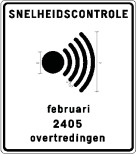 SNELHEIDSCONTROLE
februari
2405
overtredingen